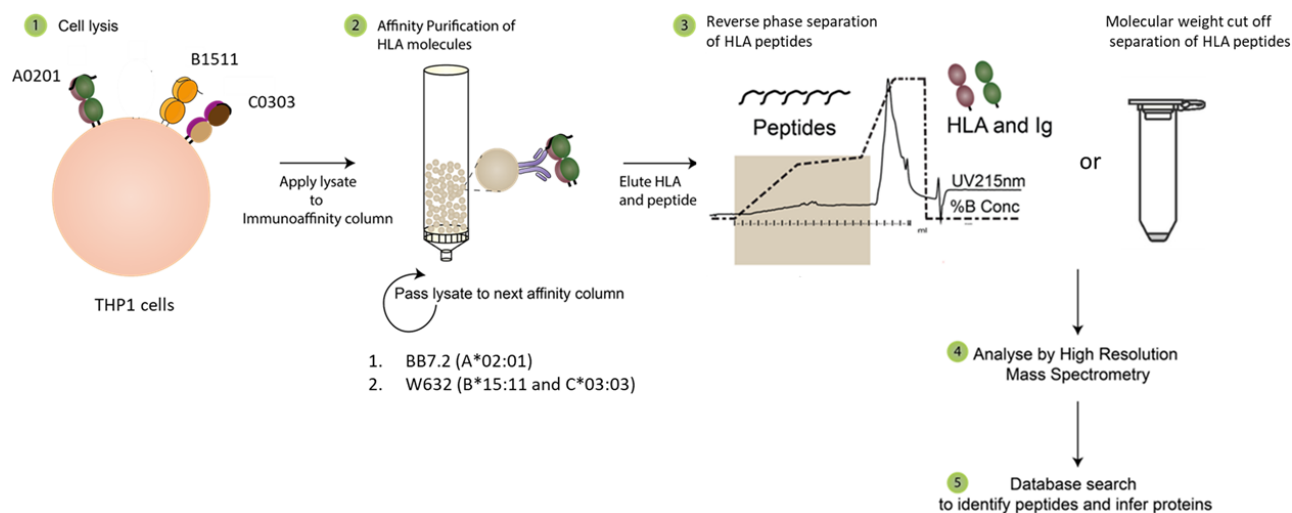 1 Cell lysis
A0201
B1511
C0303
THP1 cells
Apply lysate
to
Immunoaffinity column
2 Affinity Purification of
HLA molecules
Pass lysate to next affinity column
1. BB7.2 (A*02:01)
2. W632 (B*15:11 and C*03:03)
Elute HLA
and peptide
3 Reverse phase separation
of HLA peptides
Peptides
HLA and Ig
UV215nm
%B Conc
ml
or
Molecular weight cut off
separation of HLA peptides
4 Analyse by High Resolution
Mass Spectrometry
5 Database search
to identify peptides and infer proteins